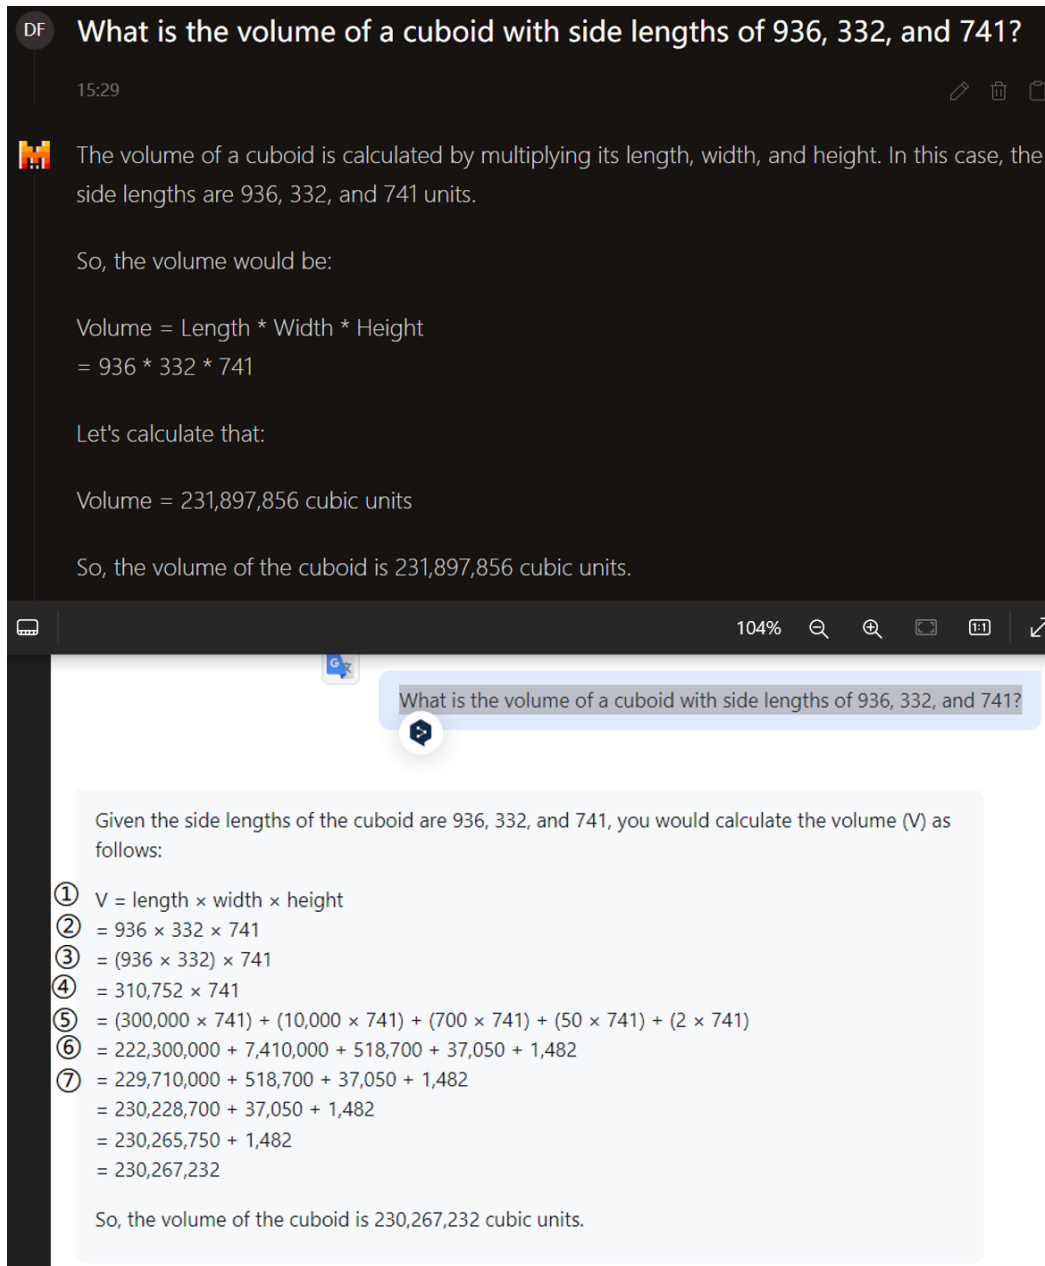 DF
What is the volume of a cuboid with side lengths of 936, 332, and 741?
15:29
The volume of a cuboid is calculated by multiplying its length, width, and height. In this case, the
side lengths are 936, 332, and 741 units.
So, the volume would be:
Volume = Length * Width * Height
= 936 * 332 * 741
Let's calculate that:
Volume = 231,897,856 cubic units
So, the volume of the cuboid is 231,897,856 cubic units.
104%
1:1
G 文
What is the volume of a cuboid with side lengths of 936, 332, and 741?
Given the side lengths of the cuboid are 936, 332, and 741, you would calculate the volume (V) as
follows:
① V = length × width × height
② = 936 × 332 × 741
③ = (936 × 332) × 741
④ = 310,752 × 741
⑤ = (300,000 × 741) + (10,000 × 741) + (700 × 741) + (50 × 741) + (2 × 741)
⑥ = 222,300,000 + 7,410,000 + 518,700 + 37,050 + 1,482
⑦ = 229,710,000 + 518,700 + 37,050 + 1,482
= 230,228,700 + 37,050 + 1,482
= 230,265,750 + 1,482
= 230,267,232
So, the volume of the cuboid is 230,267,232 cubic units.